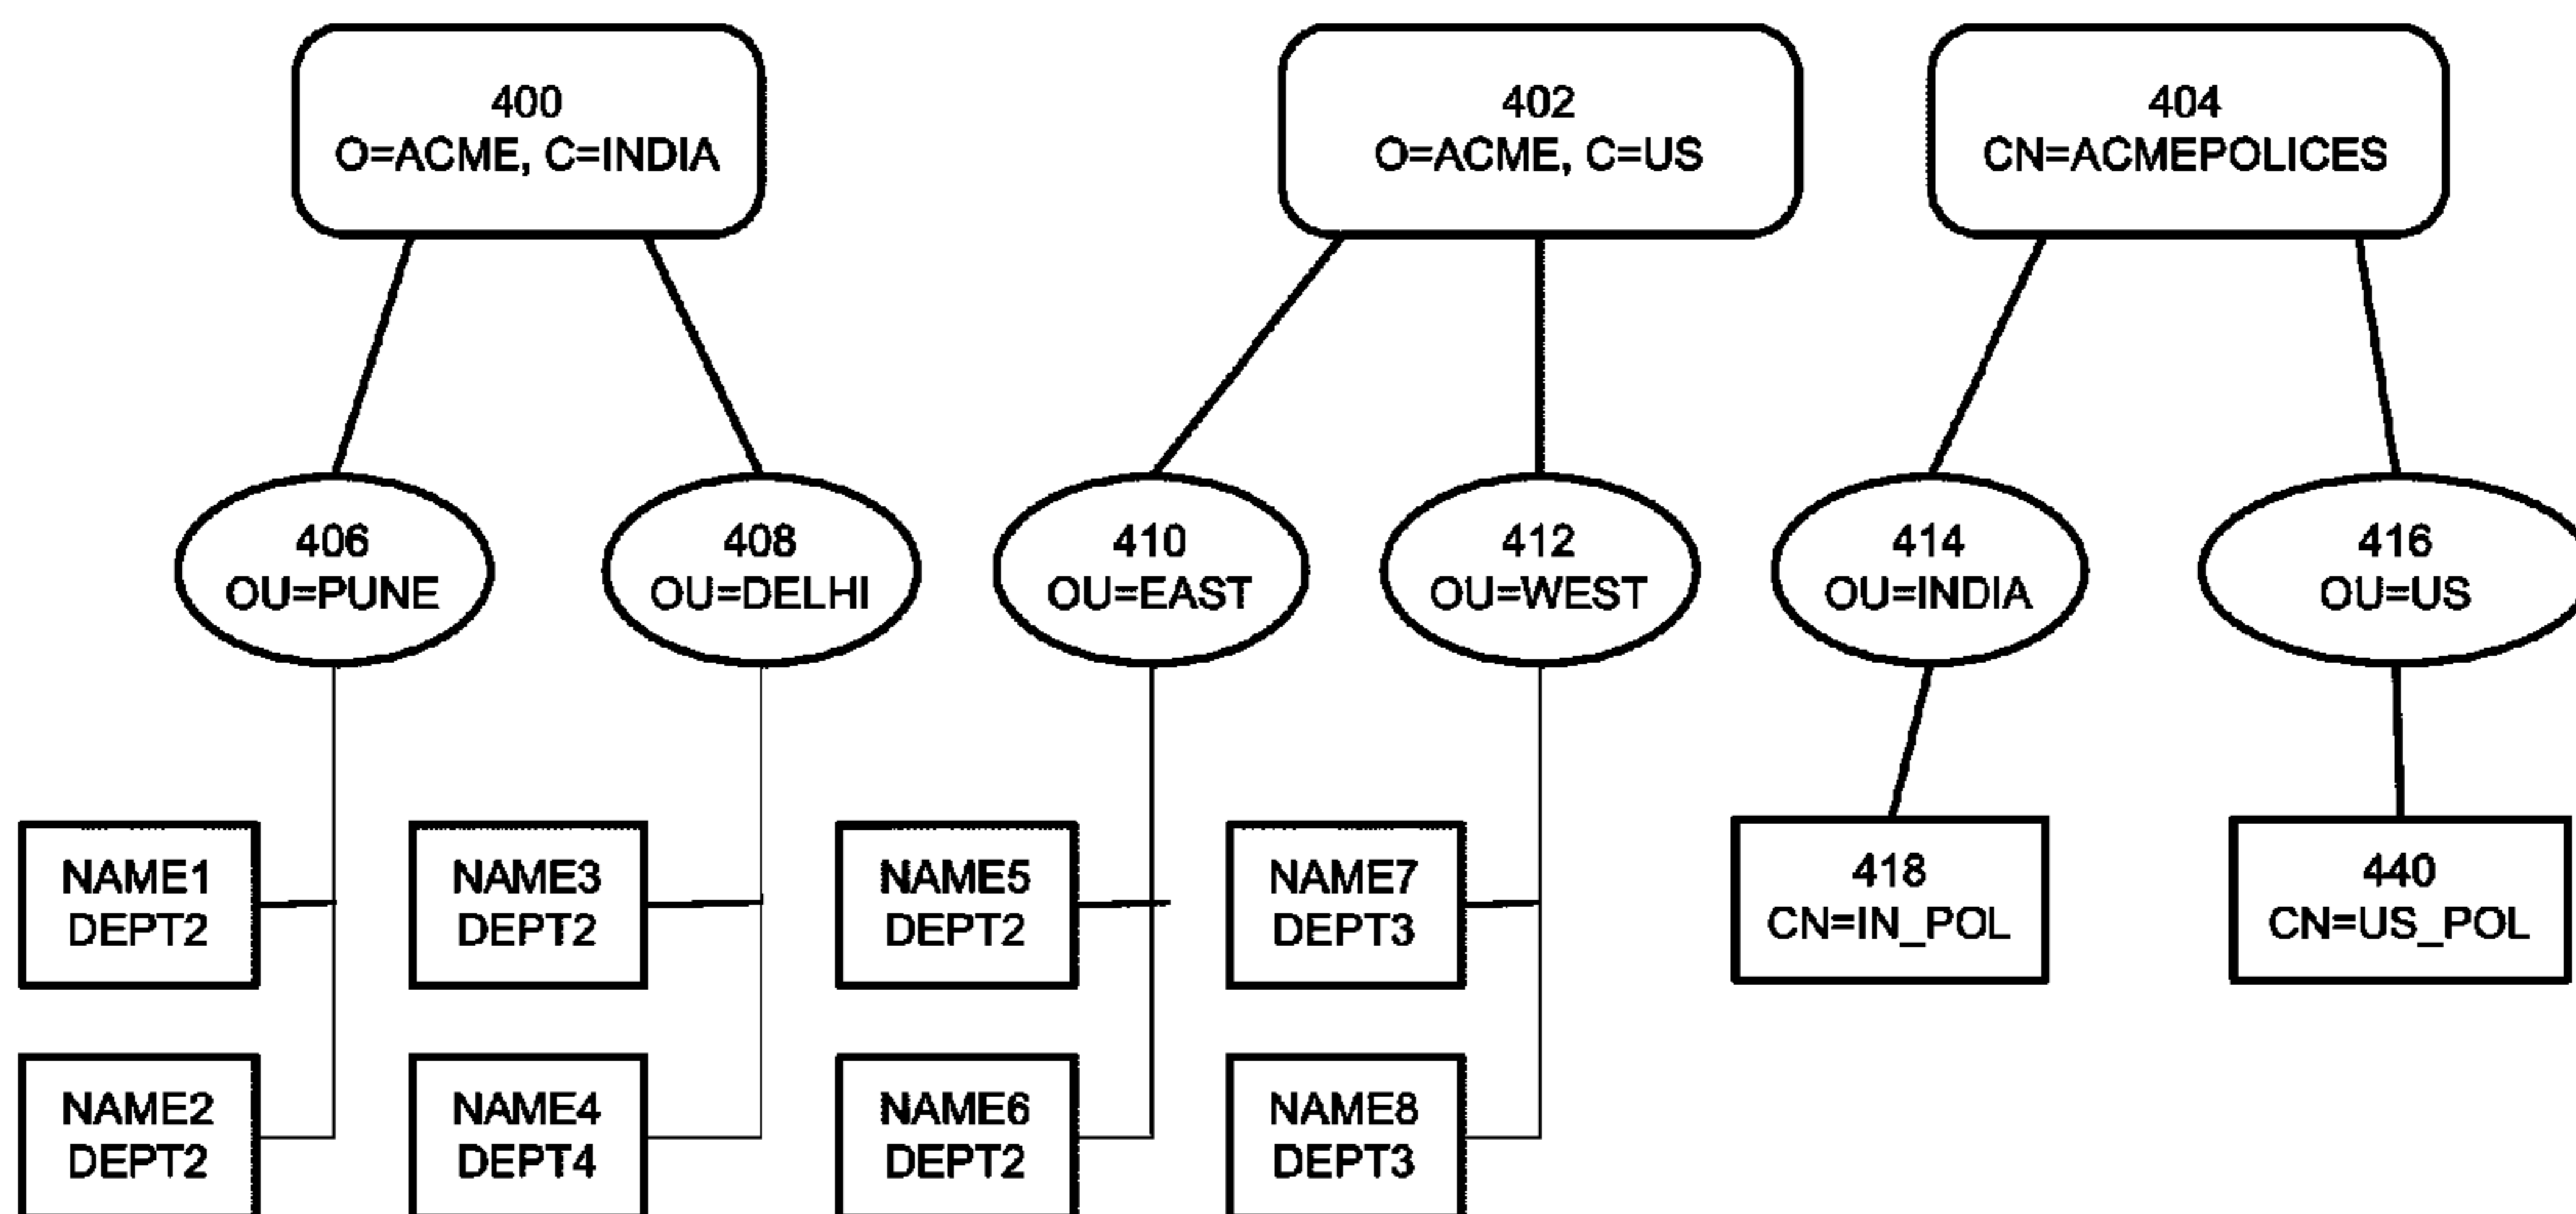 400
O=ACME, C=INDIA
402
O=ACME, C=US
404
CN=ACMEPOLICES
406
OU=PUNE
408
OU=DELHI
410
OU=EAST
412
OU=WEST
414
OU=INDIA
416
OU=US
NAME1
DEPT2
NAME3
DEPT2
NAME5
DEPT2
NAME7
DEPT3
418
CN=IN_POL
440
CN=US_POL
NAME2
DEPT2
NAME4
DEPT4
NAME6
DEPT2
NAME8
DEPT3